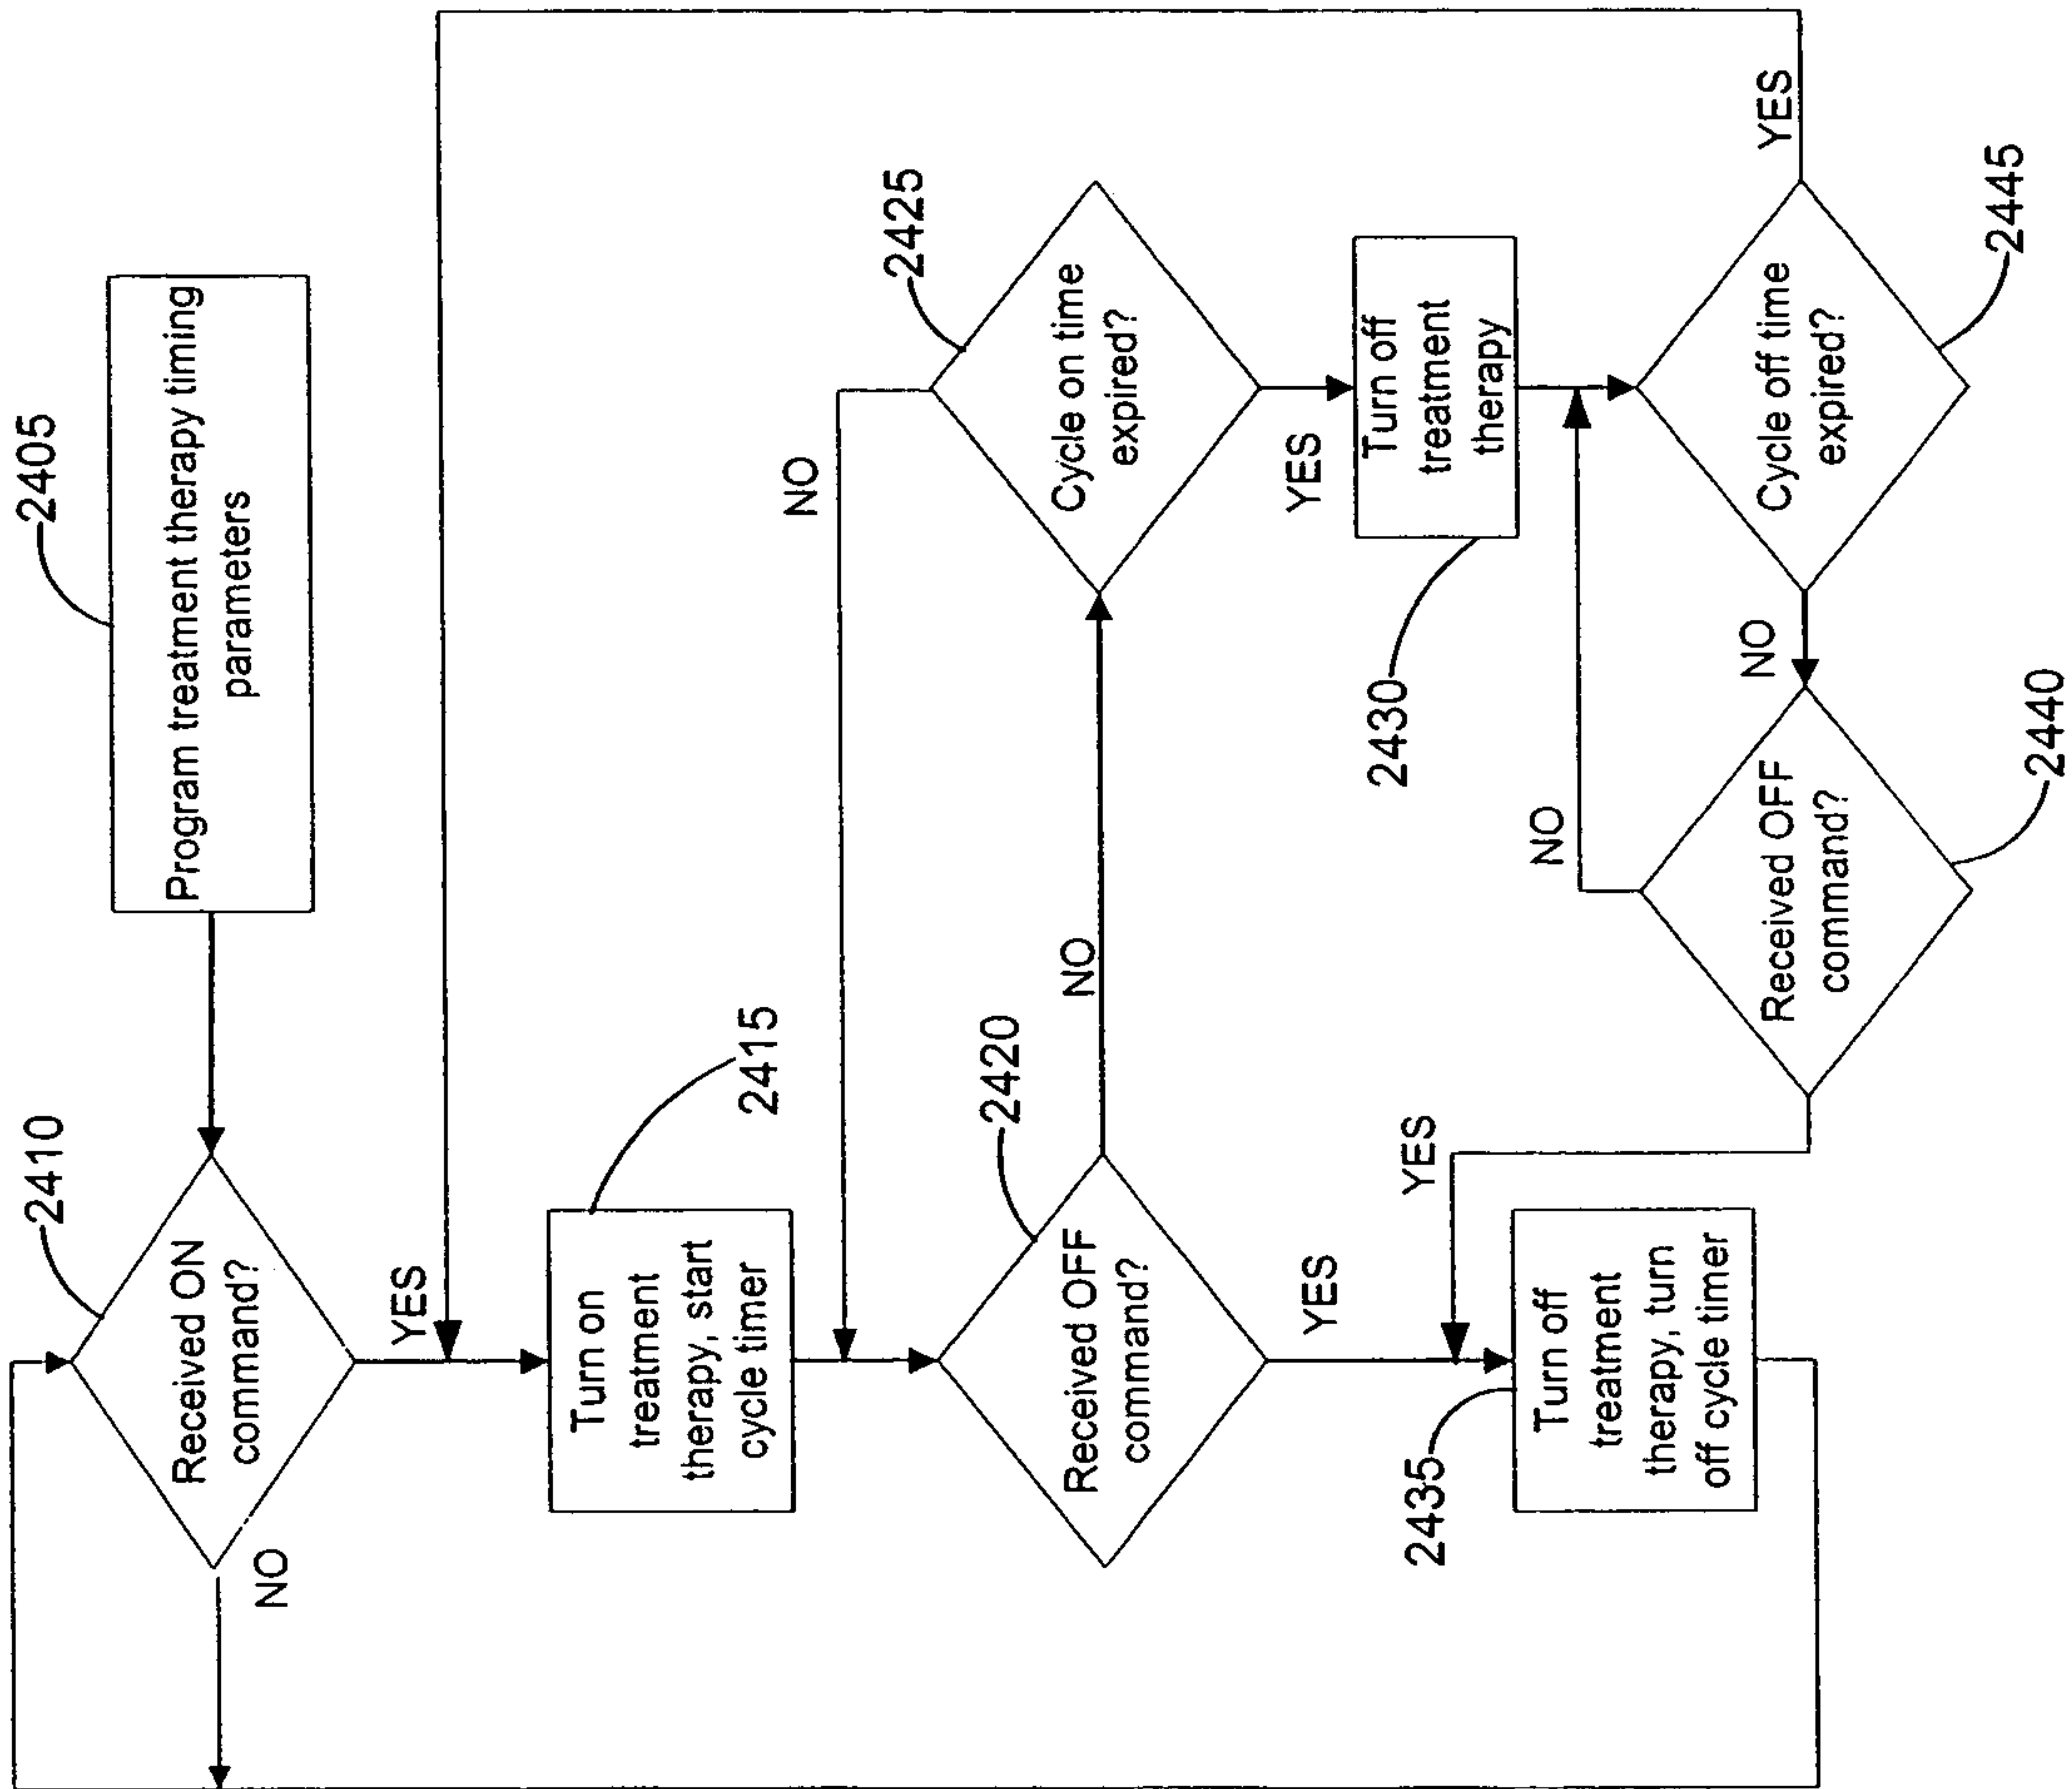 2405
Program treatment therapy timing
parameters
2410
Received ON
command?
NO
YES
2415
Turn on
treatment
therapy, start
cycle timer
2420
Received OFF
command?
NO
YES
2425
Cycle on time
expired?
NO
YES
2430
Turn off
treatment
therapy
2435
Turn off
treatment
therapy, turn
off cycle timer
2440
Received OFF
command?
NO
YES
2445
Cycle off time
expired?
NO
YES